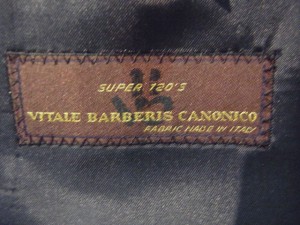 SUPER 120'S
VITALE BARBERIS CANONICO
FABRIC MADE IN ITALY